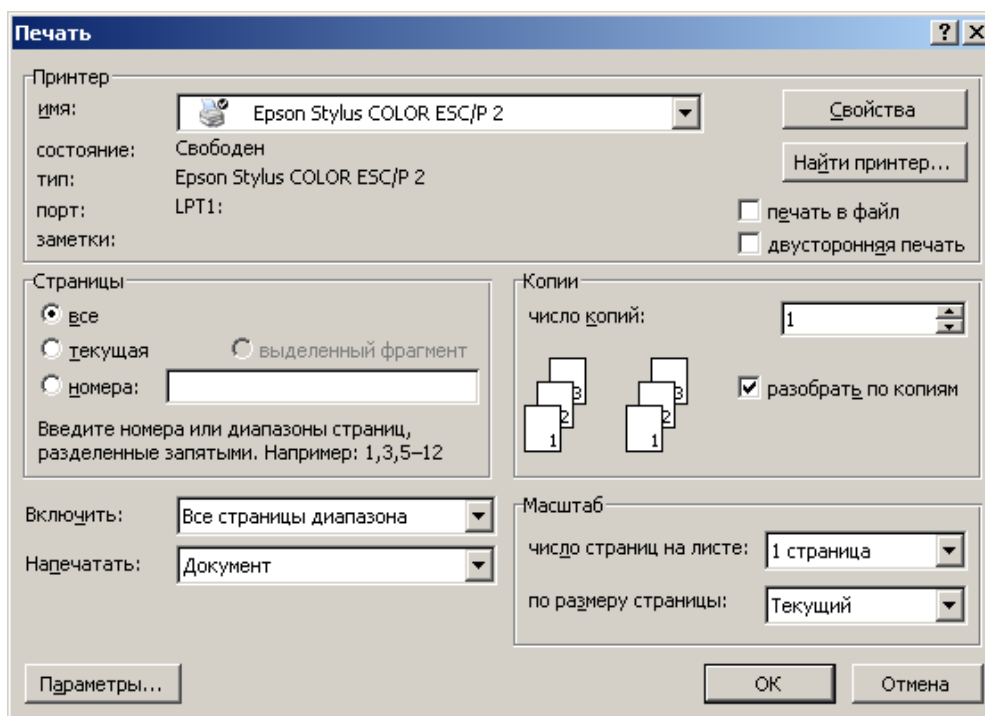 Печать
Принтер
имя: Epson Stylus COLOR ESC/P 2 Свойства
состояние: Свободен
тип: Epson Stylus COLOR ESC/P 2 Найти принтер...
порт: LPT1: печать в файл
заметки: двусторонняя печать
Страницы
все
текущая выделенный фрагмент
номера:
Введите номера или диапазоны страниц,
разделенные запятыми. Например: 1,3,5–12
Копии
число копий: 1
3 3
2 2
1 1
разобрать по копиям
Включить: Все страницы диапазона
Напечатать: Документ
Масштаб
число страниц на листе: 1 страница
по размеру страницы: Текущий
Параметры... ОК Отмена